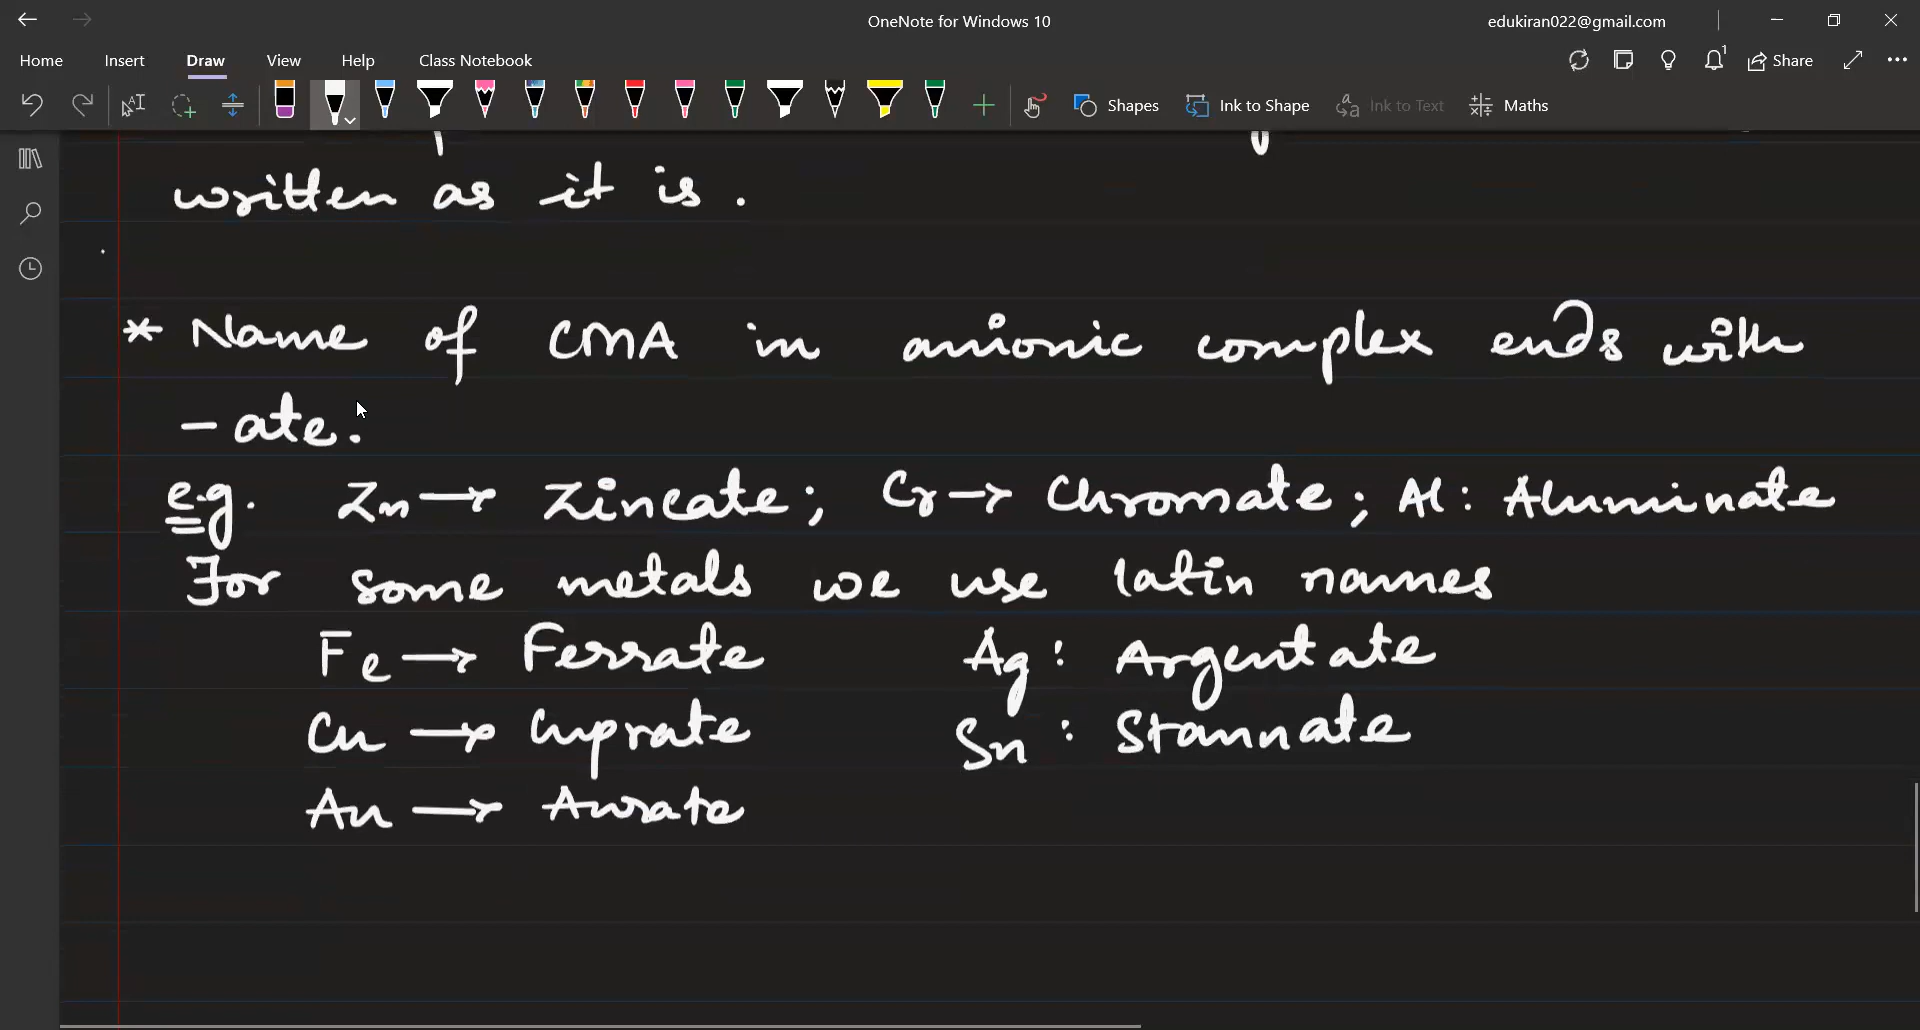 OneNote for Windows 10
edukiran022@gmail.com
Home Insert Draw View Help Class Notebook
1 Share
Shapes Ink to Shape Ink to Text Maths
written as it is.
* Name of CMA in anionic complex ends with
- ate.
e.g. Zn → Zincate; Cr → Chromate; Al: Aluminate
For some metals we use latin names
Fe → Ferrate Ag: Argentate
Cu → Cuprate Sn: Stannate
Au → Aurate